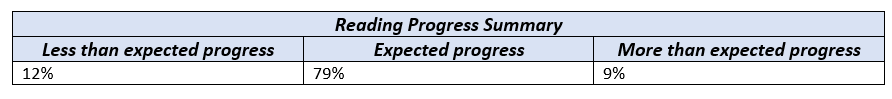 Reading Progress Summary
Less than expected progress Expected progress More than expected progress
12% 79% 9%